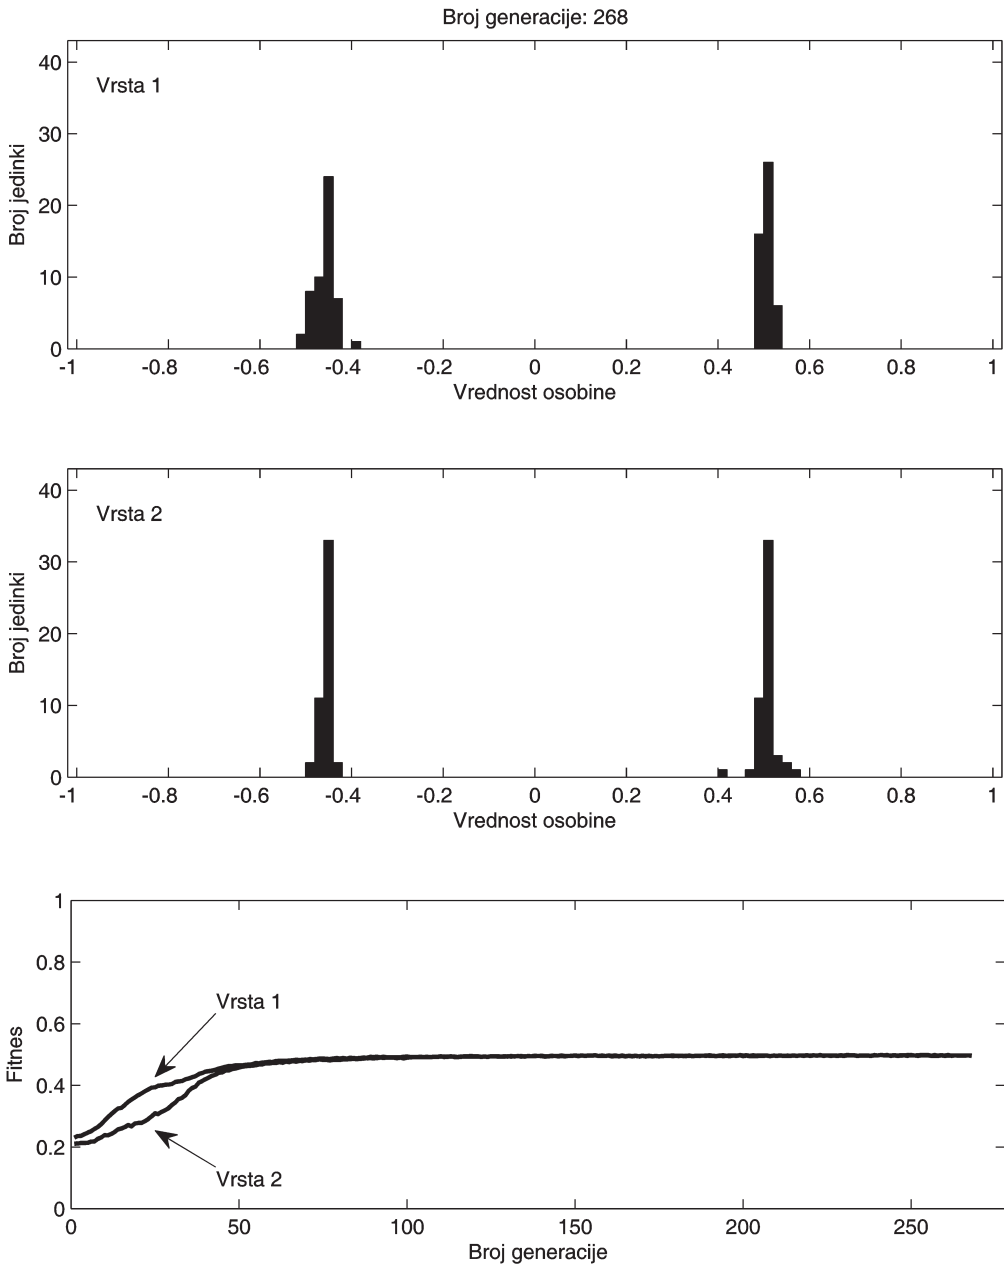 Broj generacije: 268
40
30
20
10
0
Broj jedinki
Vrsta 1
-1 -0.8 -0.6 -0.4 -0.2 0 0.2 0.4 0.6 0.8 1
Vrednost osobine
40
30
20
10
0
Broj jedinki
Vrsta 2
-1 -0.8 -0.6 -0.4 -0.2 0 0.2 0.4 0.6 0.8 1
Vrednost osobine
1
0.8
0.6
0.4
0.2
0
Fitnes
Vrsta 1
Vrsta 2
0 50 100 150 200 250
Broj generacije